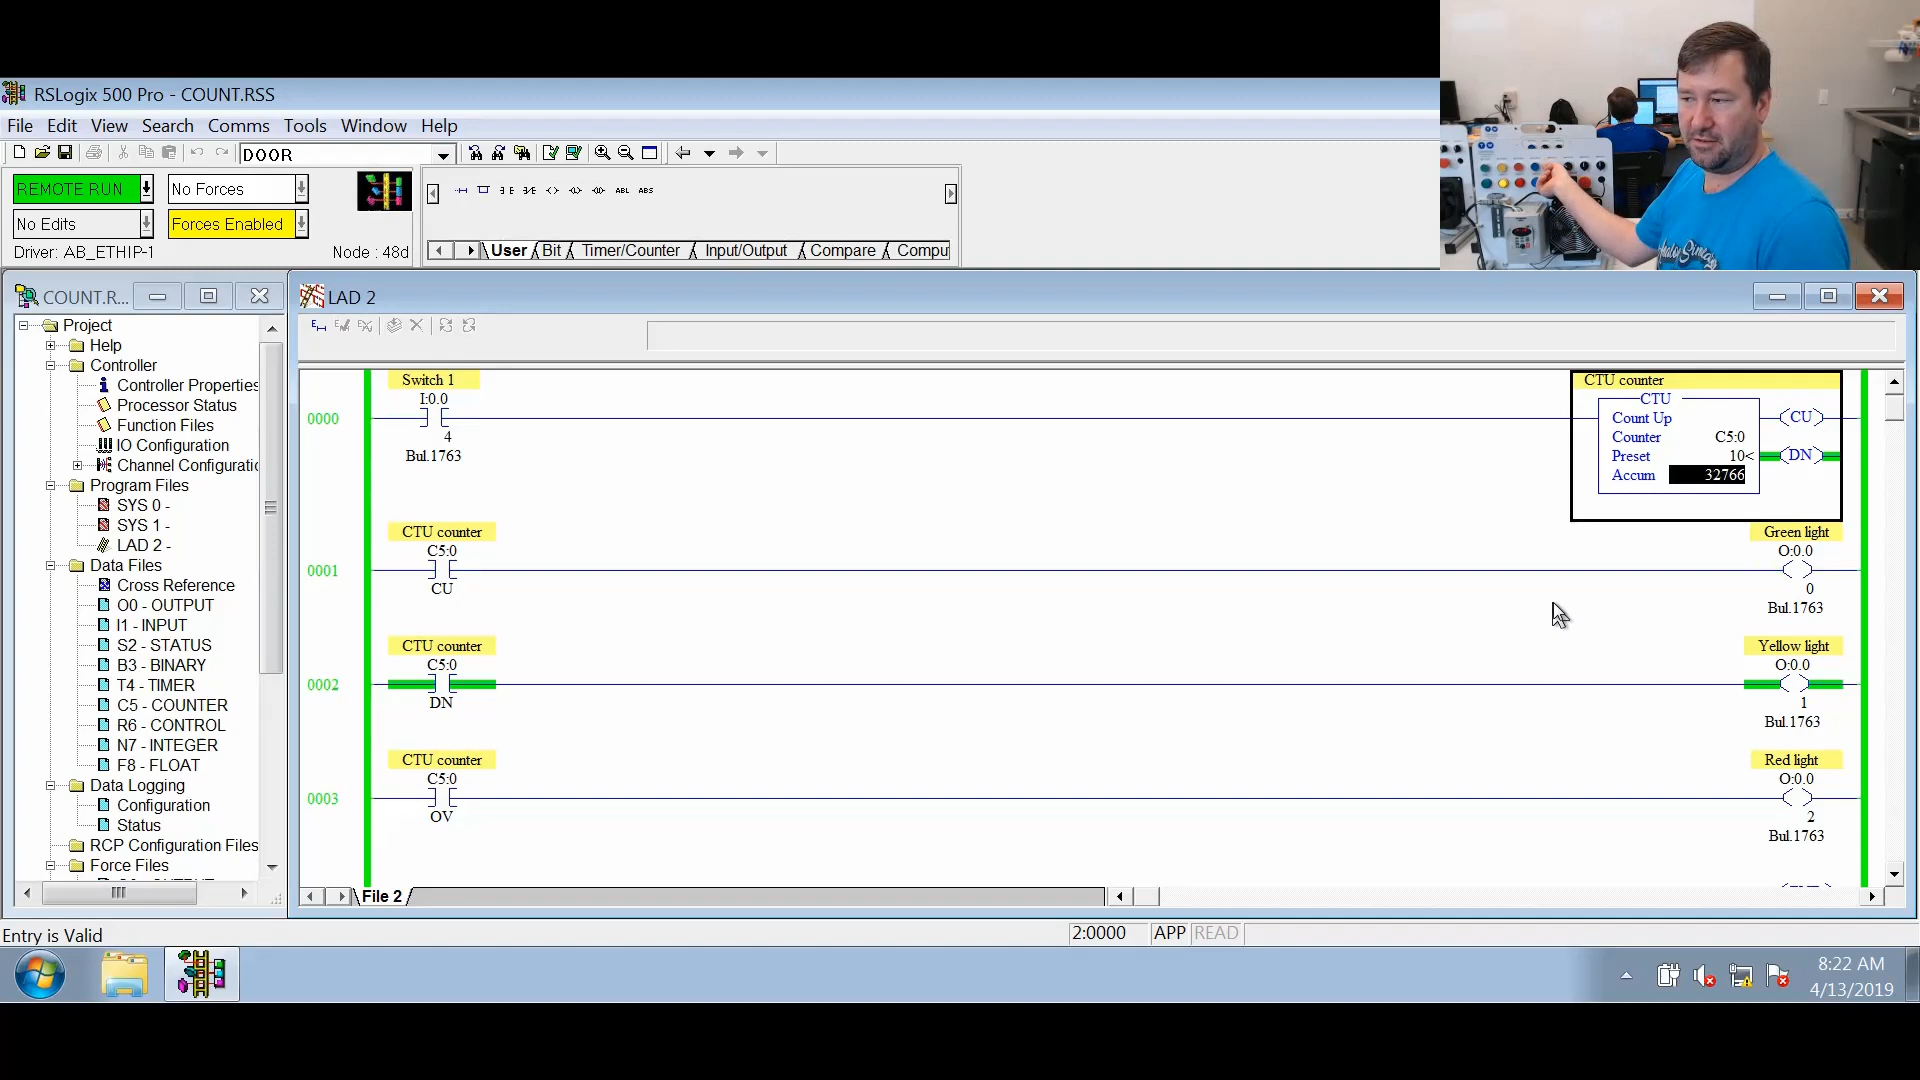 RSLogix 500 Pro - COUNT.RSS
File Edit View Search Comms Tools Window Help
DOOR
REMOTE RUN
No Forces
No Edits
Forces Enabled
Driver: AB_ETHIP-1
Node : 48d
ABL ABS
User Bit Timer/Counter Input/Output Compare Compu
COUNT.R...
LAD 2
Project
Help
Controller
Controller Properties
Processor Status
Function Files
IO Configuration
Channel Configuratic
Program Files
SYS 0 -
SYS 1 -
LAD 2 -
Data Files
Cross Reference
O0 - OUTPUT
I1 - INPUT
S2 - STATUS
B3 - BINARY
T4 - TIMER
C5 - COUNTER
R6 - CONTROL
N7 - INTEGER
F8 - FLOAT
Data Logging
Configuration
Status
RCP Configuration Files
Force Files
0000
Switch 1
I:0.0
4
Bul.1763
CTU counter
CTU
Count Up
Counter C5:0
Preset 10<
Accum 32766
CU
DN
0001
CTU counter
C5:0
CU
Green light
O:0.0
0
Bul.1763
0002
CTU counter
C5:0
DN
Yellow light
O:0.0
1
Bul.1763
0003
CTU counter
C5:0
OV
Red light
O:0.0
2
Bul.1763
File 2
Entry is Valid
2:0000 APP READ
8:22 AM
4/13/2019